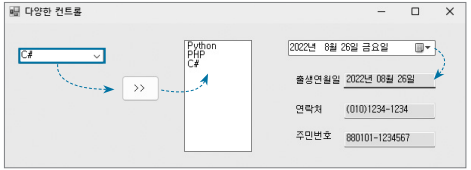 다양한 컨트롤
C#
>>
Python
PHP
C#
2022년 8월 26일 금요일
출생연월일 2022년 08월 26일
연락처 (010)1234-1234
주민번호 880101-1234567